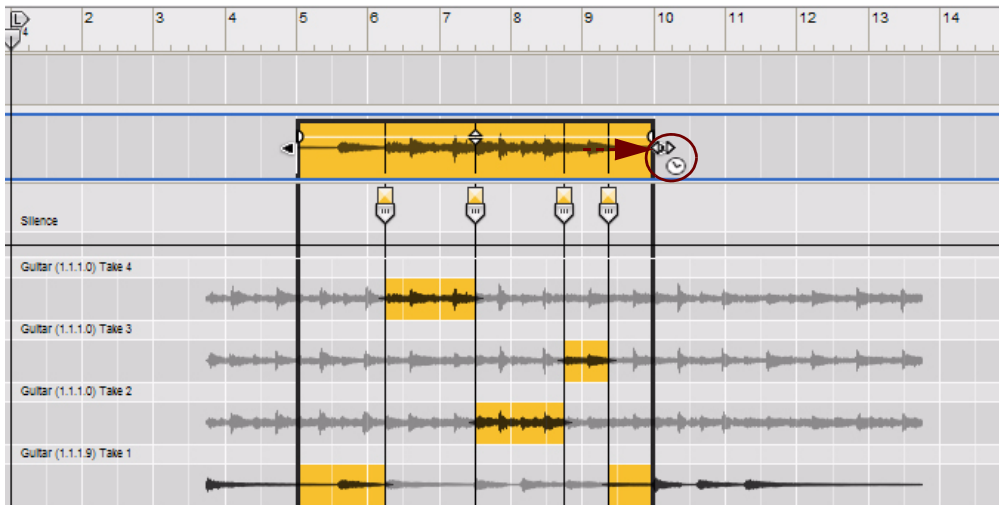 L 2 3 4 5 6 7 8 9 10 11 12 13 14
4
Silence
Guitar (1.1.1.0) Take 4
Guitar (1.1.1.0) Take 3
Guitar (1.1.1.0) Take 2
Guitar (1.1.1.9) Take 1